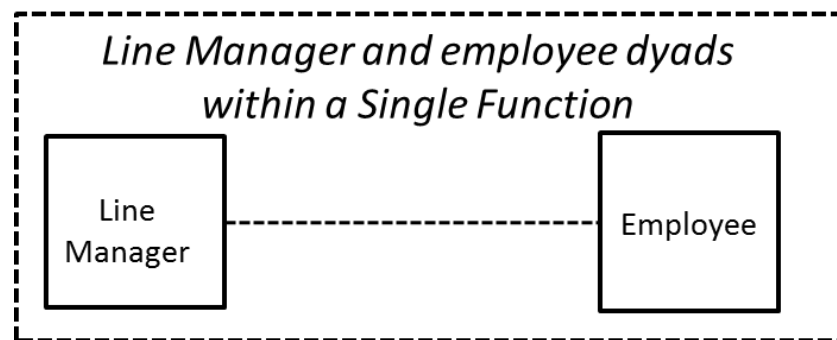 Line Manager and employee dyads
within a Single Function
Line
Manager
Employee